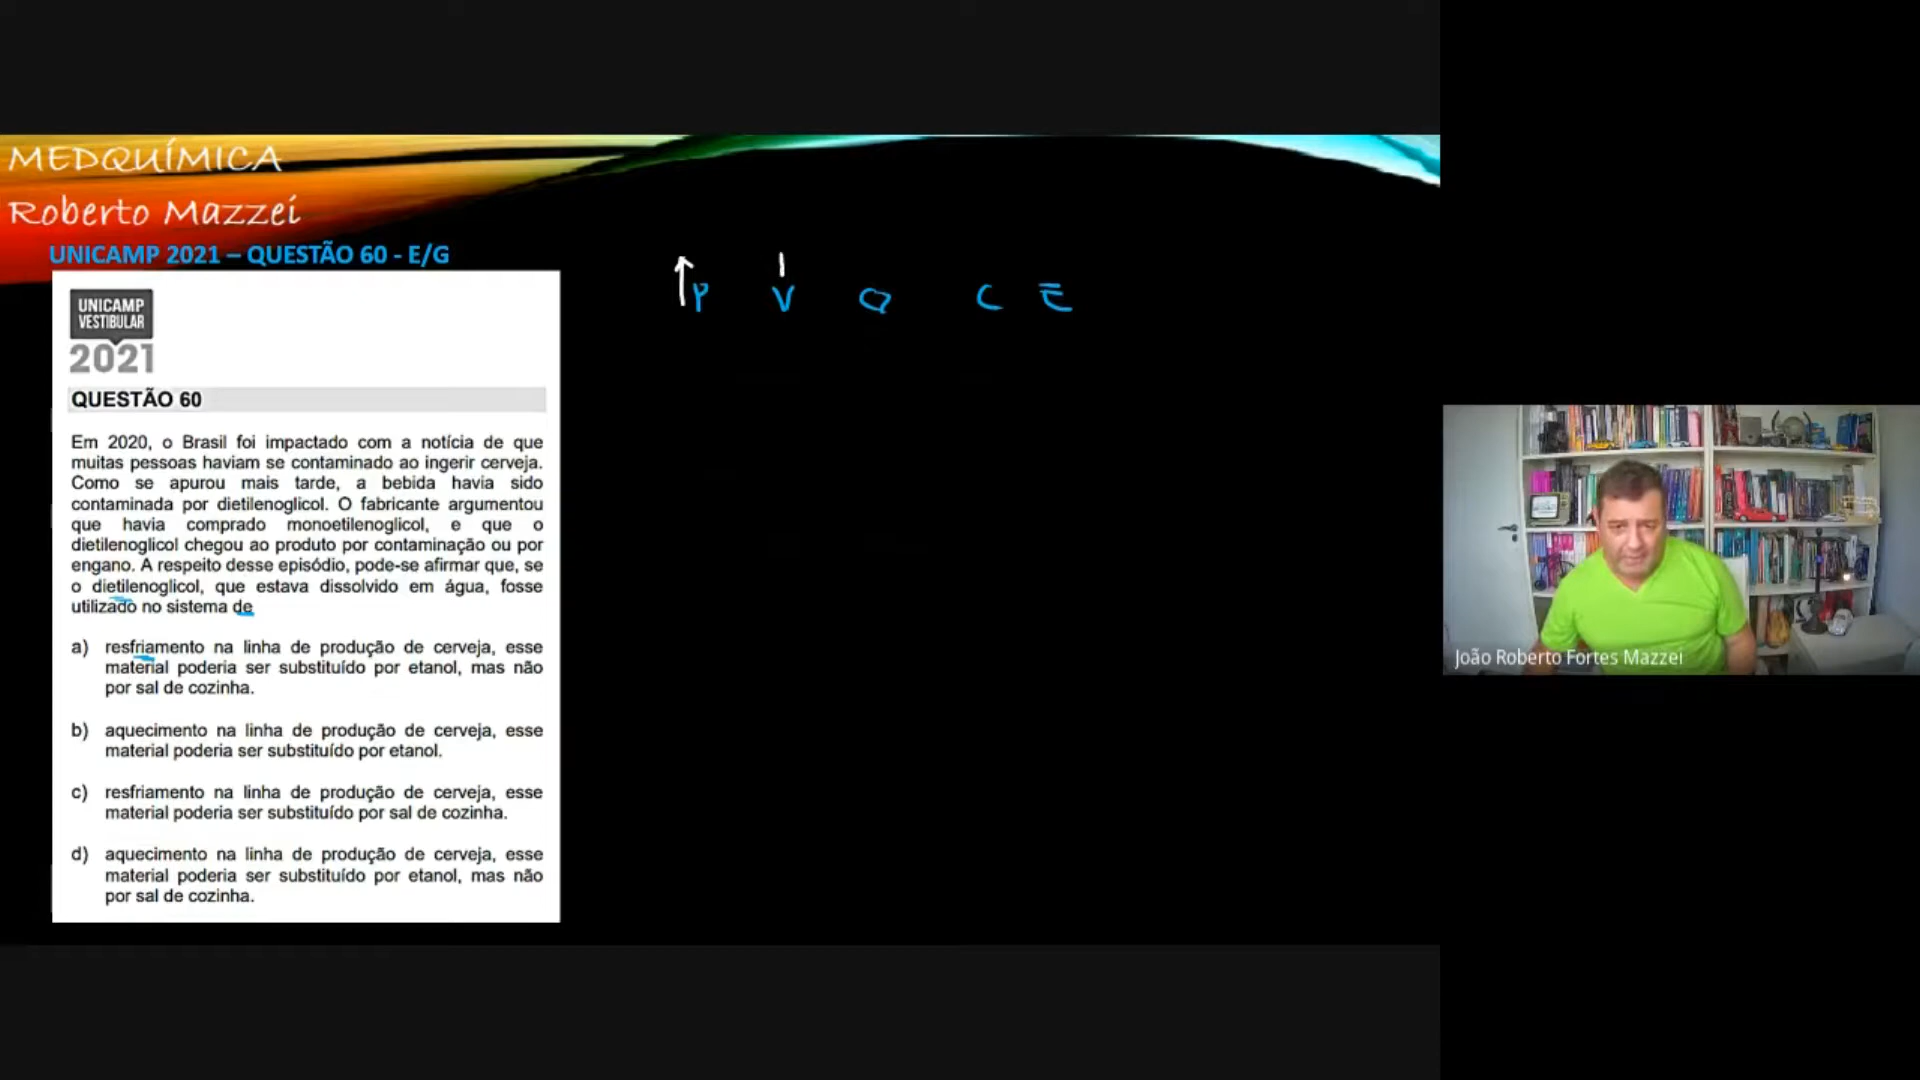 MEDQUÍMICA
Roberto Mazzei
UNICAMP 2021 – QUESTÃO 60 - E/G
P V O C E
UNICAMP
VESTIBULAR
2021
QUESTÃO 60
Em 2020, o Brasil foi impactado com a notícia de que
muitas pessoas haviam se contaminado ao ingerir cerveja.
Como se apurou mais tarde, a bebida havia sido
contaminada por dietilenoglicol. O fabricante argumentou
que havia comprado monoetilenoglicol, e que o
dietilenoglicol chegou ao produto por contaminação ou por
engano. A respeito desse episódio, pode-se afirmar que, se
o dietilenoglicol, que estava dissolvido em água, fosse
utilizado no sistema de
a) resfriamento na linha de produção de cerveja, esse
material poderia ser substituído por etanol, mas não
por sal de cozinha.
b) aquecimento na linha de produção de cerveja, esse
material poderia ser substituído por etanol.
c) resfriamento na linha de produção de cerveja, esse
material poderia ser substituído por sal de cozinha.
d) aquecimento na linha de produção de cerveja, esse
material poderia ser substituído por etanol, mas não
por sal de cozinha.
João Roberto Fortes Mazzei